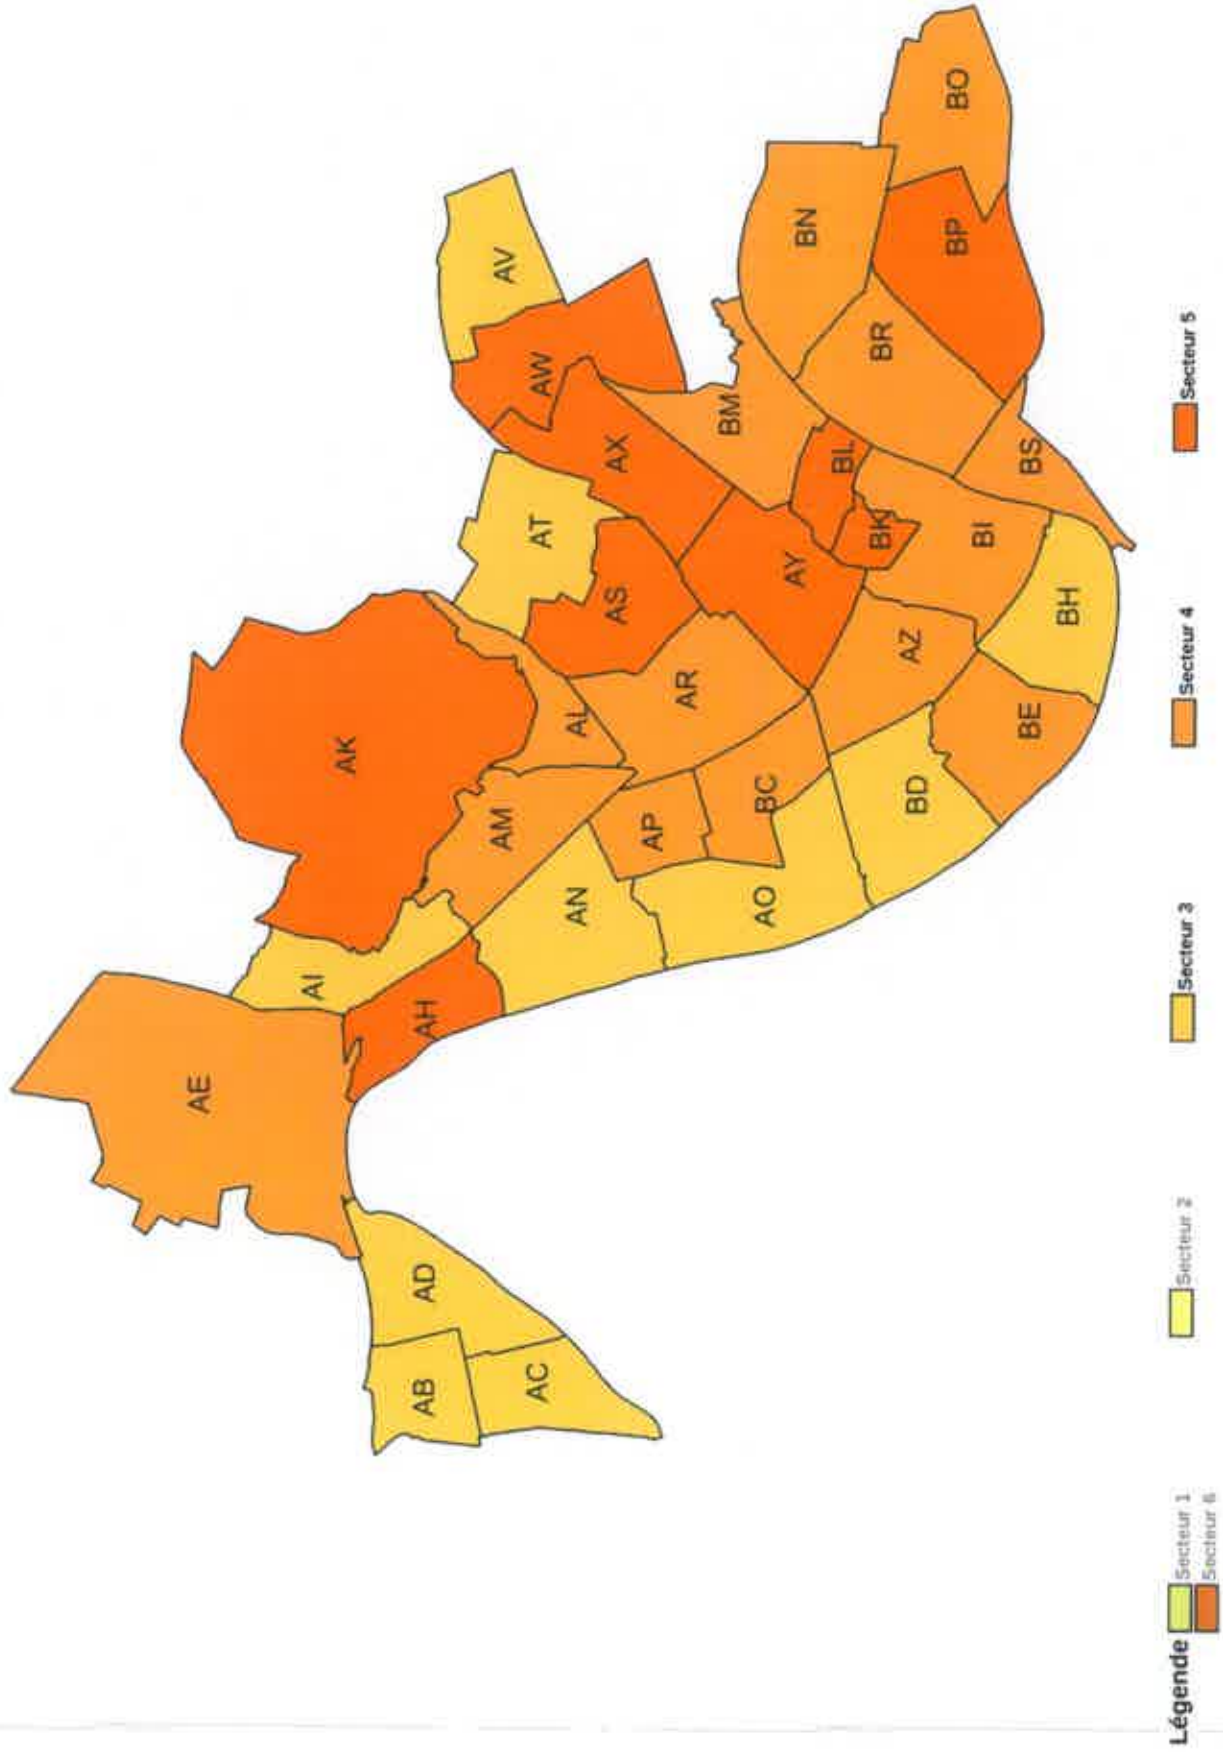 AE
AI
AK
AB
AD
AH
AM
AV
AC
AT
AW
AN
AL
AS
AX
AP
AR
BM
AO
BC
AY
BN
BL
BK
BR
AZ
BD
BP
BO
BI
BE
BS
BH
Légende Secteur 1 Secteur 2 Secteur 3 Secteur 4 Secteur 5
Secteur 6